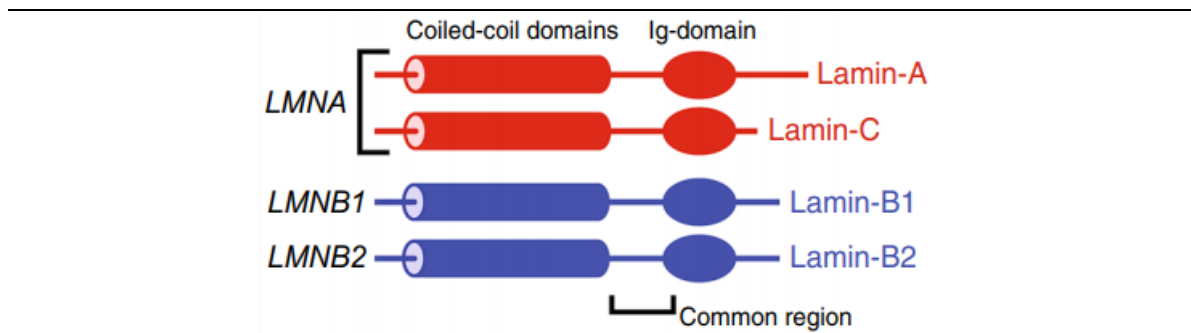 Coiled-coil domains Ig-domain
Lamin-A
LMNA
Lamin-C
LMNB1 Lamin-B1
LMNB2 Lamin-B2
Common region